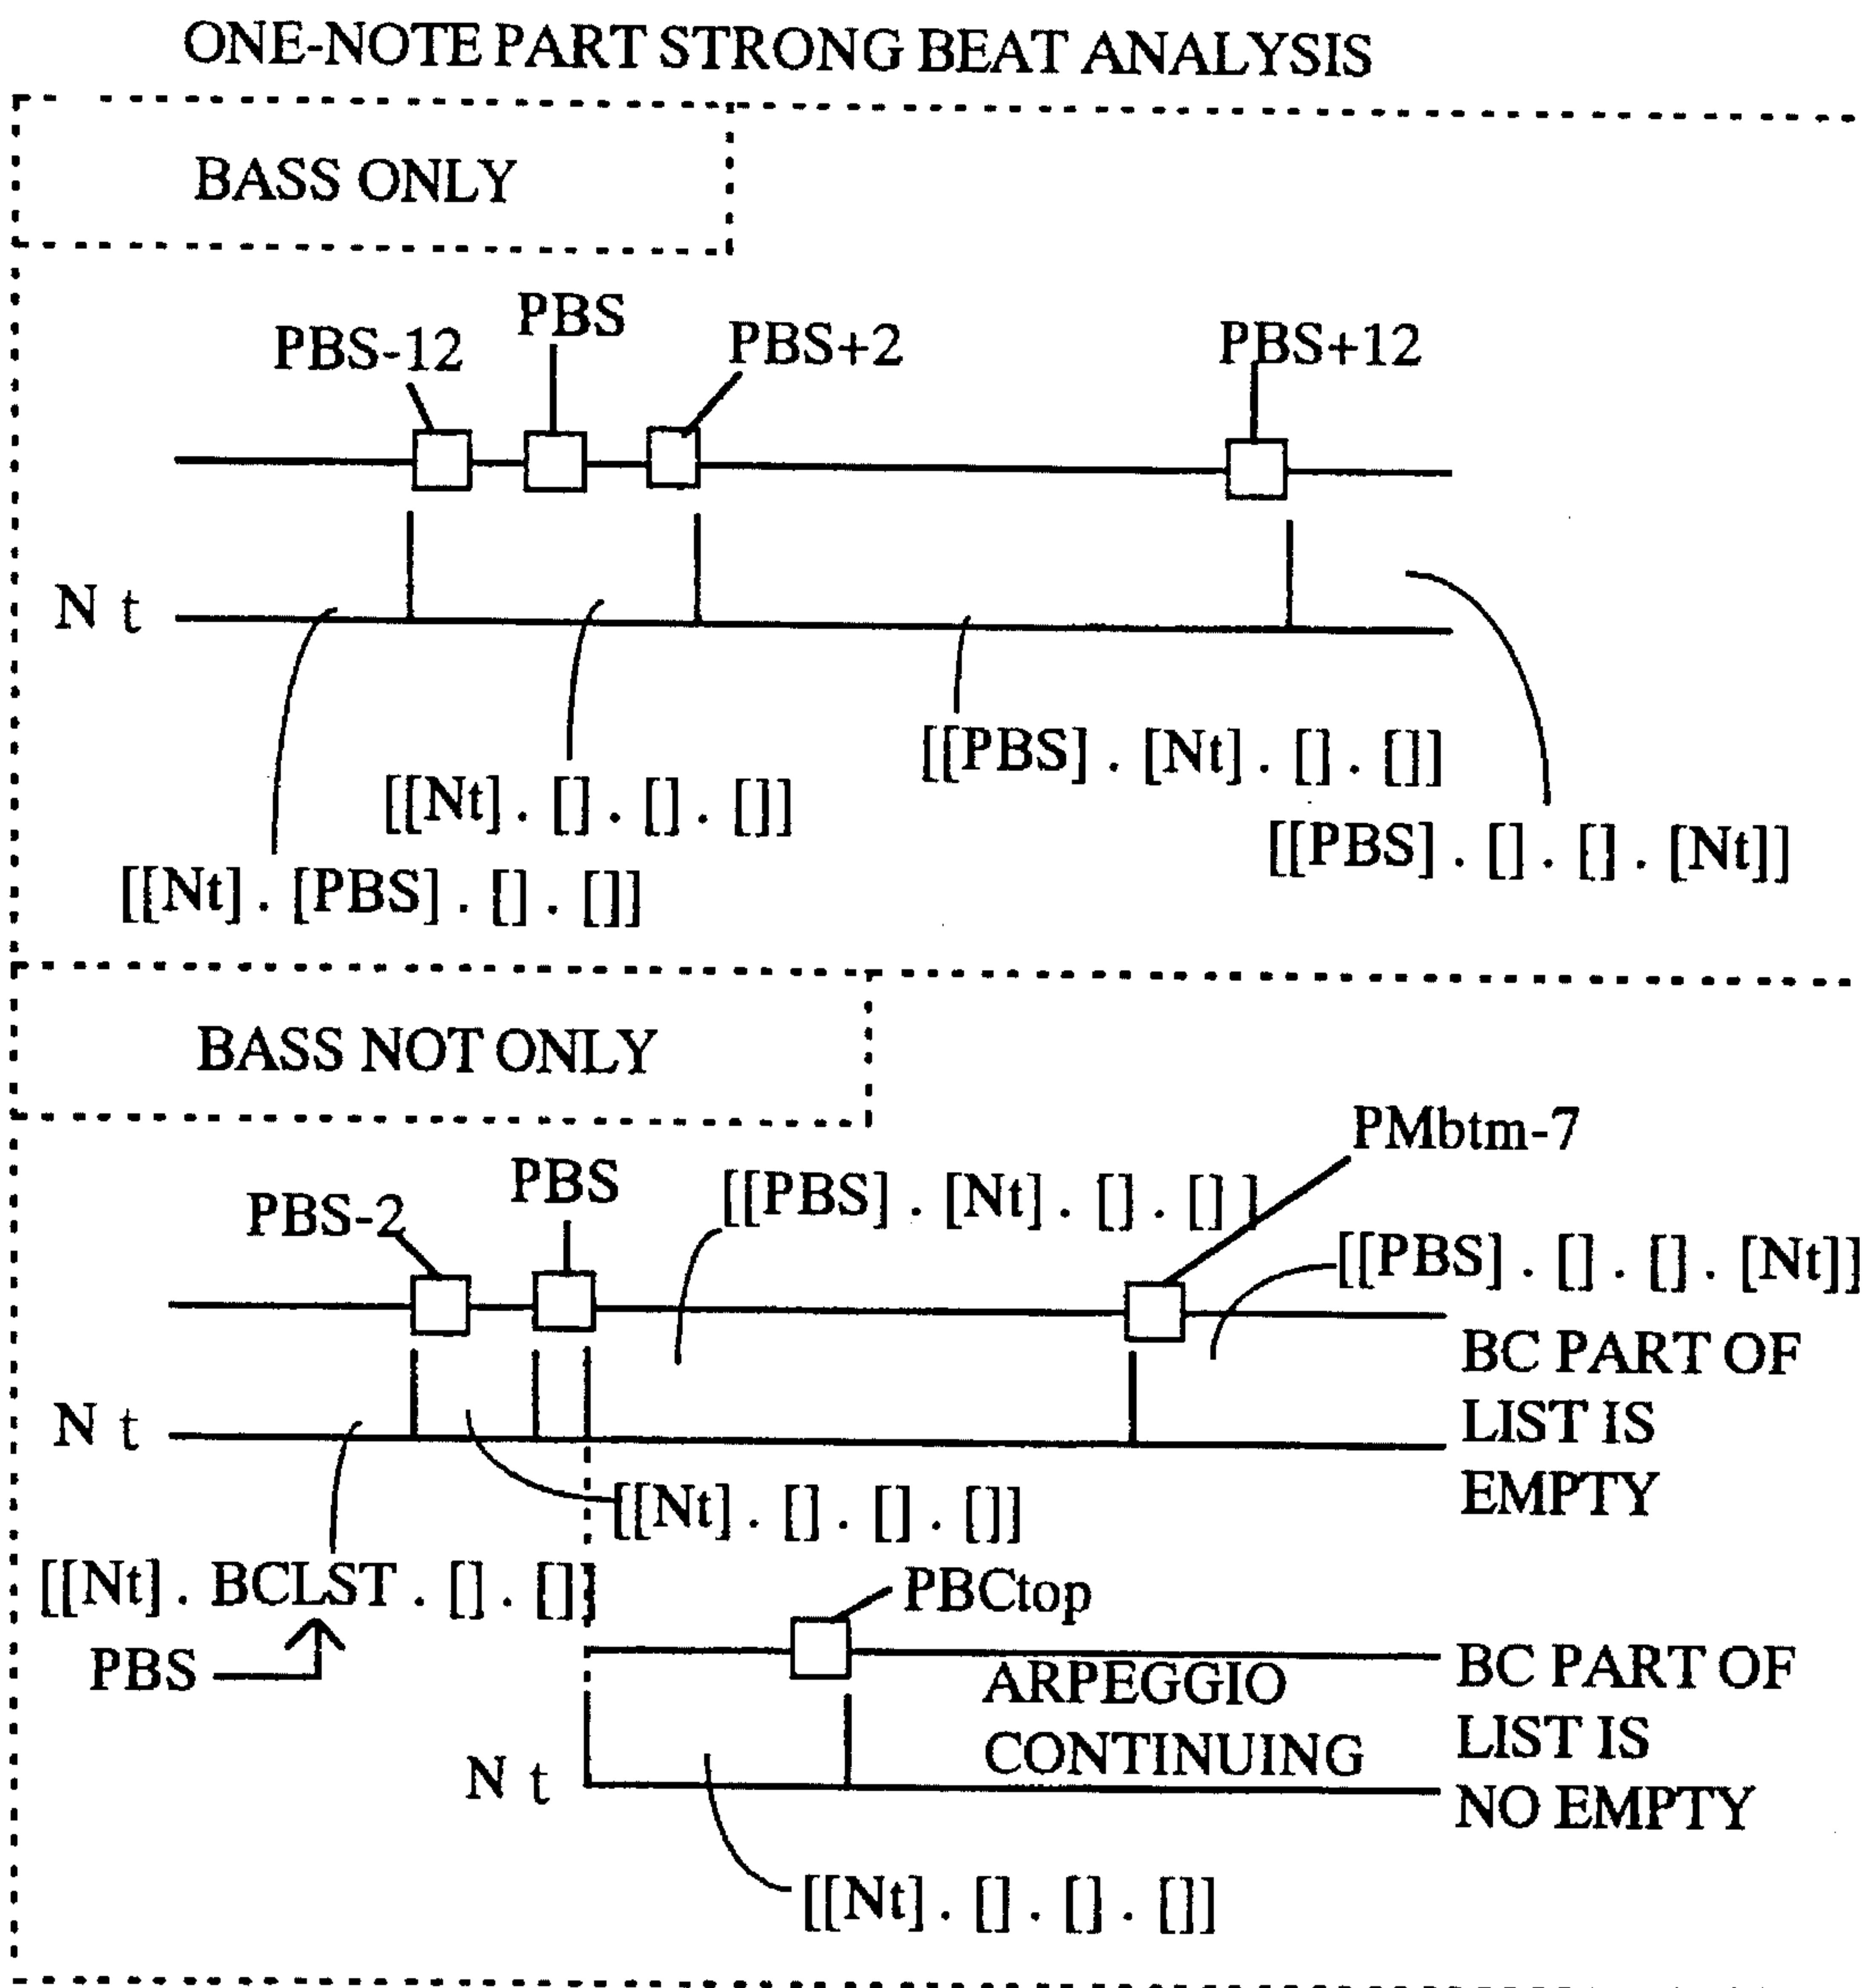 ONE-NOTE PART STRONG BEAT ANALYSIS
BASS ONLY
PBS-12
PBS
PBS+2
PBS+12
N t
[[PBS] . [Nt] . [] . []]
[[Nt] . [] . [] . []]
[[PBS] . [] . [] . [Nt]]
[[Nt] . [PBS] . [] . []]
BASS NOT ONLY
PMbtm-7
PBS-2
PBS
[[PBS] . [Nt] . [] . [] ]
[[PBS] . [] . [] . [Nt]]
BC PART OF
LIST IS
EMPTY
N t
[[Nt] . [] . [] . []]
[[Nt] . BCLST . [] . []]
PBS
PBCtop
ARPEGGIO
CONTINUING
BC PART OF
LIST IS
NO EMPTY
N t
[[Nt] . [] . [] . []]